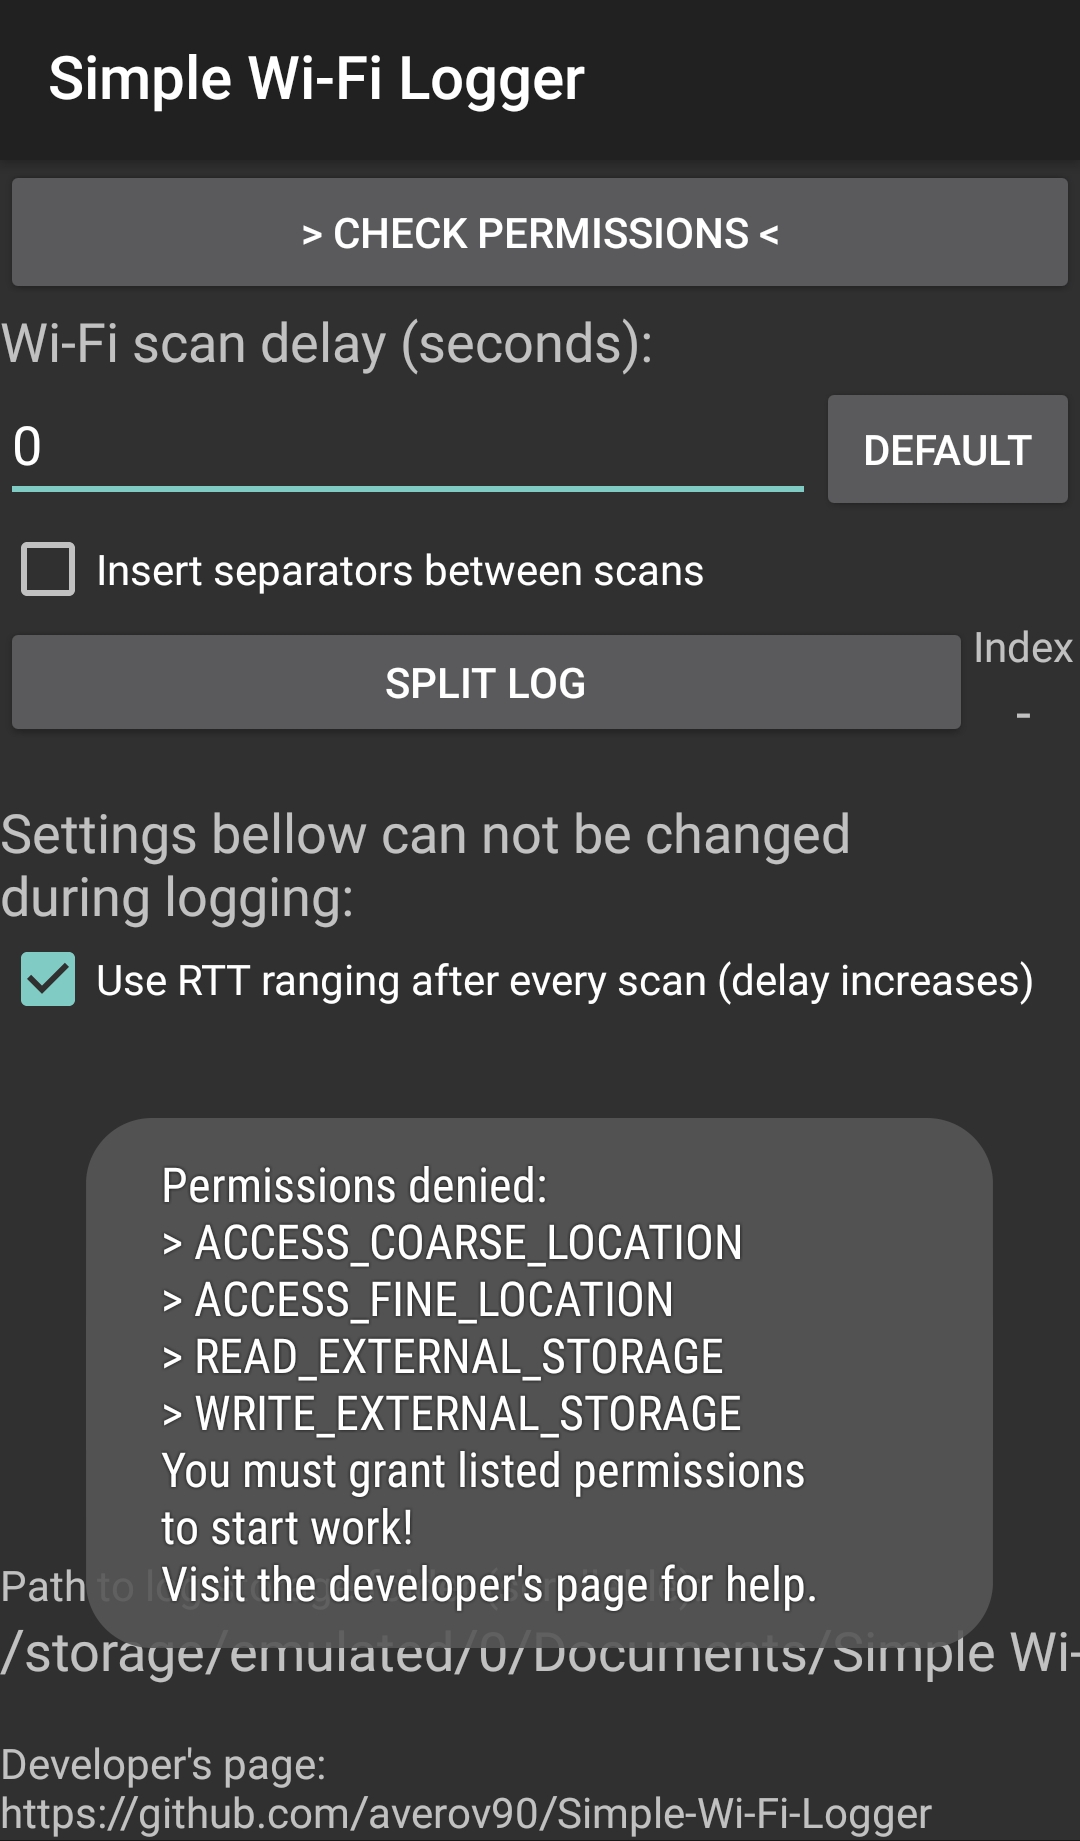 Simple Wi-Fi Logger
> CHECK PERMISSIONS <
Wi-Fi scan delay (seconds):
0
DEFAULT
Insert separators between scans
SPLIT LOG
Index
-
Settings bellow can not be changed
during logging:
Use RTT ranging after every scan (delay increases)
Permissions denied:
> ACCESS_COARSE_LOCATION
> ACCESS_FINE_LOCATION
> READ_EXTERNAL_STORAGE
> WRITE_EXTERNAL_STORAGE
You must grant listed permissions
to start work!
Visit the developer's page for help.
Path to
/storage/emulated/0/Documents/Simple Wi-
Developer's page:
https://github.com/averov90/Simple-Wi-Fi-Logger